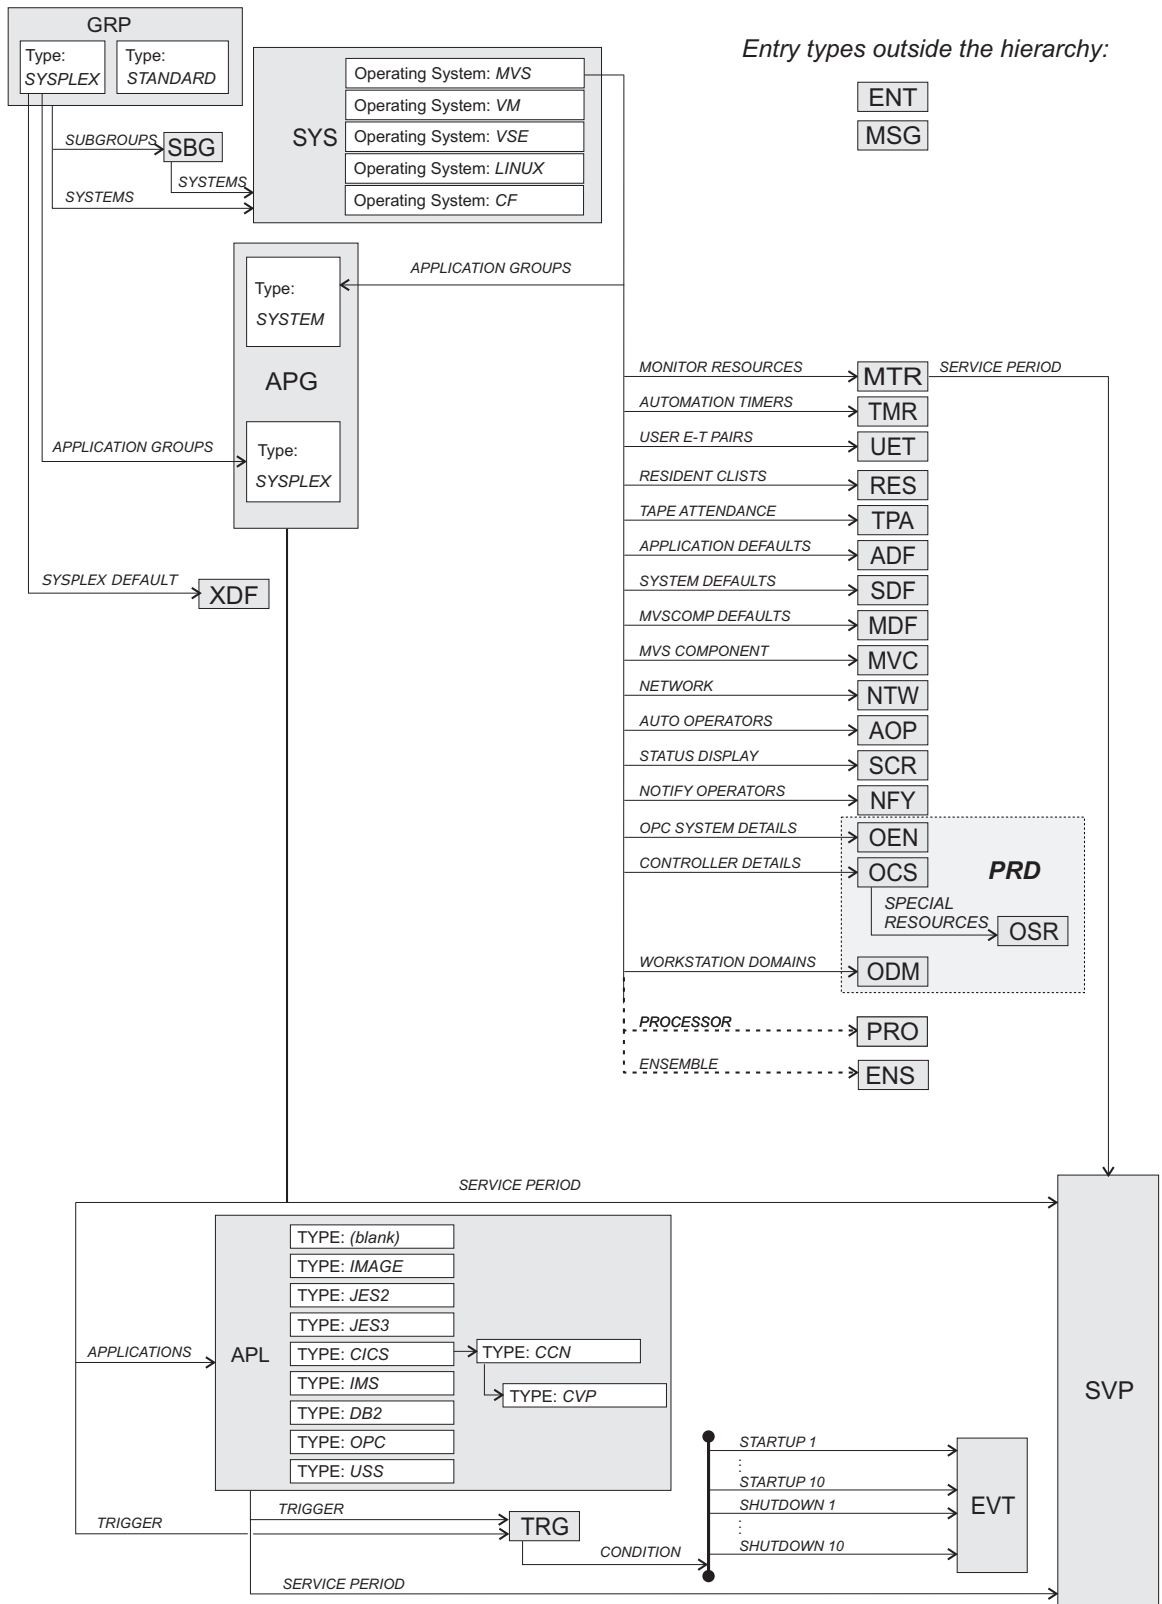 GRP
Type:
SYSPLEX
Type:
STANDARD
Entry types outside the hierarchy:
ENT
MSG
SYS
Operating System: MVS
Operating System: VM
Operating System: VSE
Operating System: LINUX
Operating System: CF
SUBGROUPS
SBG
SYSTEMS
SYSTEMS
APPLICATION GROUPS
Type:
SYSTEM
APG
Type:
SYSPLEX
APPLICATION GROUPS
SYSPLEX DEFAULT
XDF
MONITOR RESOURCES
MTR
SERVICE PERIOD
AUTOMATION TIMERS
TMR
USER E-T PAIRS
UET
RESIDENT CLISTS
RES
TAPE ATTENDANCE
TPA
APPLICATION DEFAULTS
ADF
SYSTEM DEFAULTS
SDF
MVSCOMP DEFAULTS
MDF
MVS COMPONENT
MVC
NETWORK
NTW
AUTO OPERATORS
AOP
STATUS DISPLAY
SCR
NOTIFY OPERATORS
NFY
OPC SYSTEM DETAILS
OEN
CONTROLLER DETAILS
OCS
PRD
SPECIAL
RESOURCES
OSR
WORKSTATION DOMAINS
ODM
PROCESSOR
PRO
ENSEMBLE
ENS
SERVICE PERIOD
APPLICATIONS
APL
TYPE: (blank)
TYPE: IMAGE
TYPE: JES2
TYPE: JES3
TYPE: CICS
TYPE: CCN
TYPE: IMS
TYPE: CVP
TYPE: DB2
TYPE: OPC
TYPE: USS
SVP
STARTUP 1
:
STARTUP 10
SHUTDOWN 1
:
SHUTDOWN 10
EVT
TRIGGER
TRIGGER
TRG
CONDITION
SERVICE PERIOD